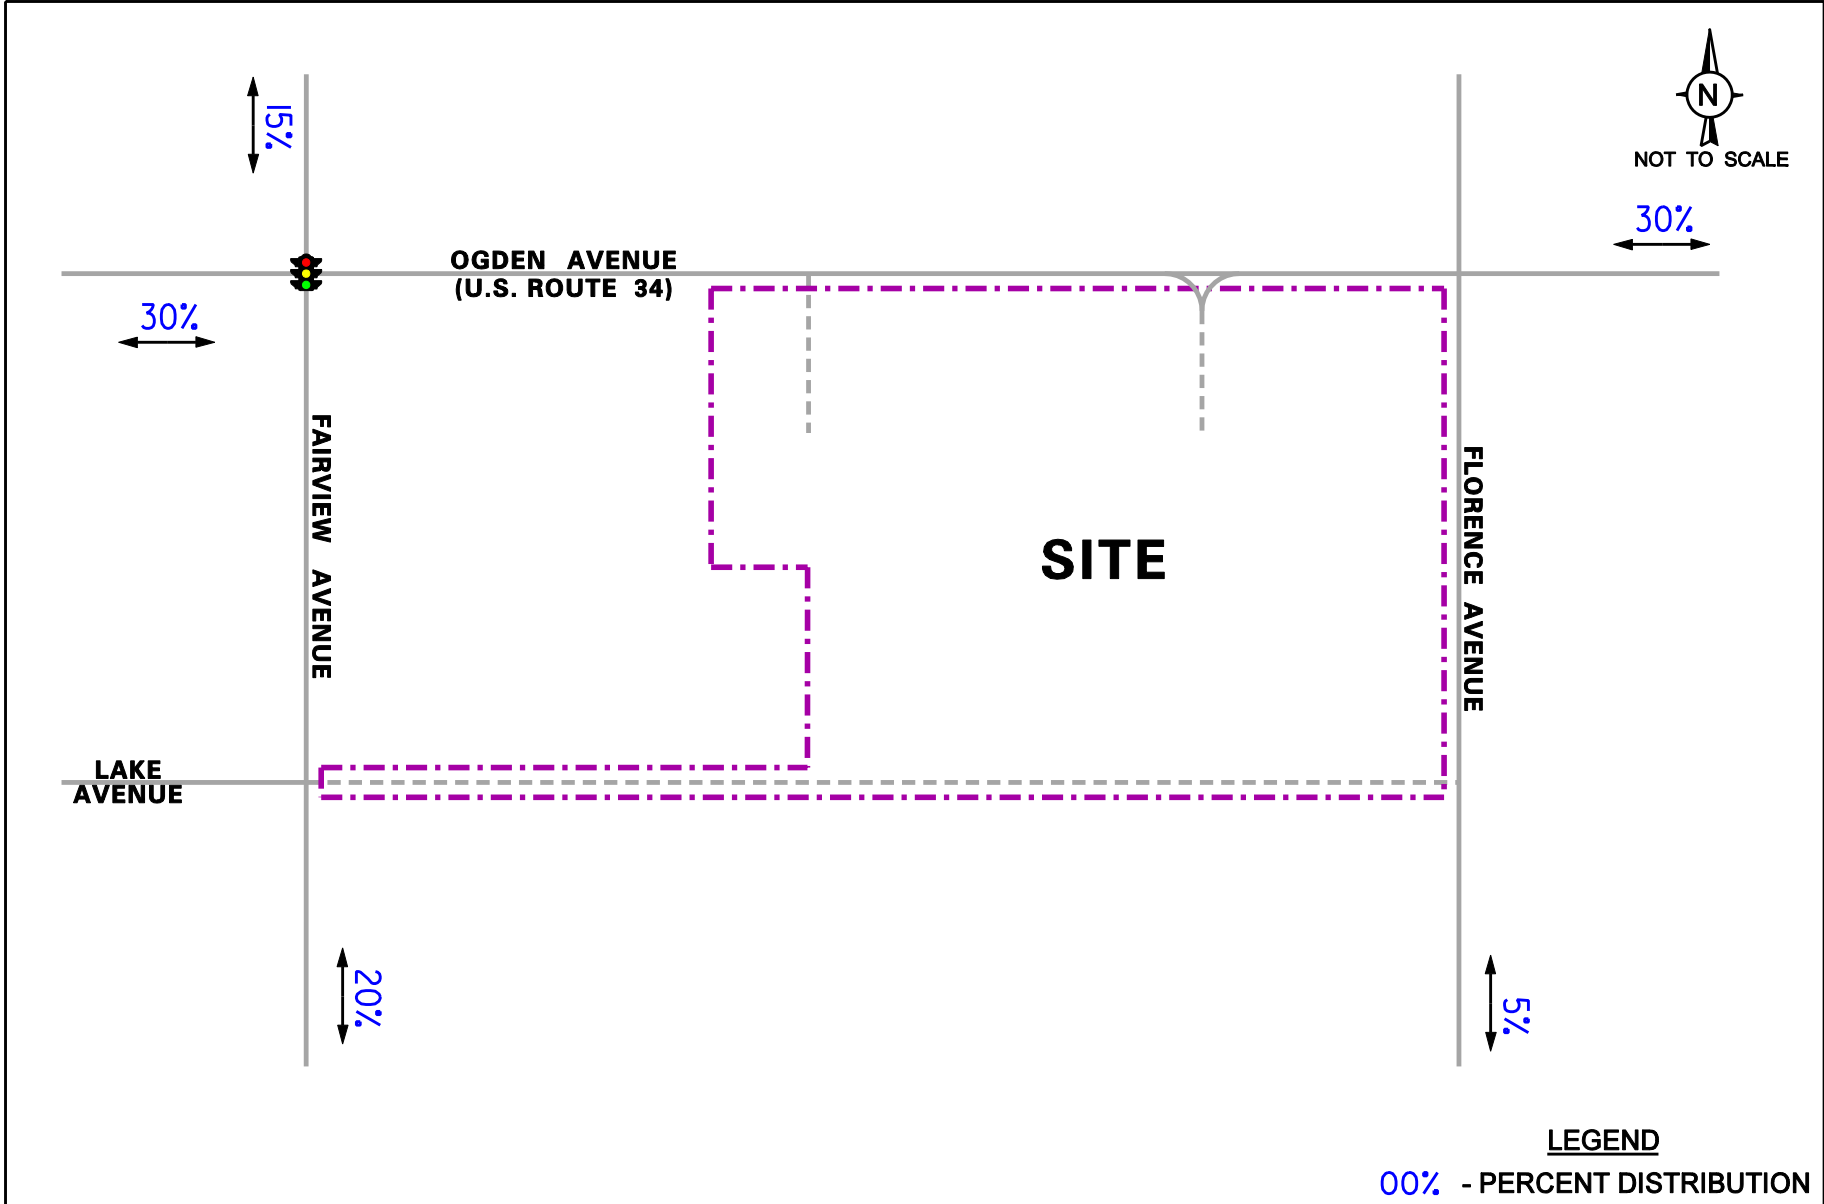 N
NOT TO SCALE
15%
30%
OGDEN AVENUE
(U.S. ROUTE 34)
30%
FAIRVIEW AVENUE
FLORENCE AVENUE
SITE
LAKE
AVENUE
20%
5%
LEGEND
00% - PERCENT DISTRIBUTION